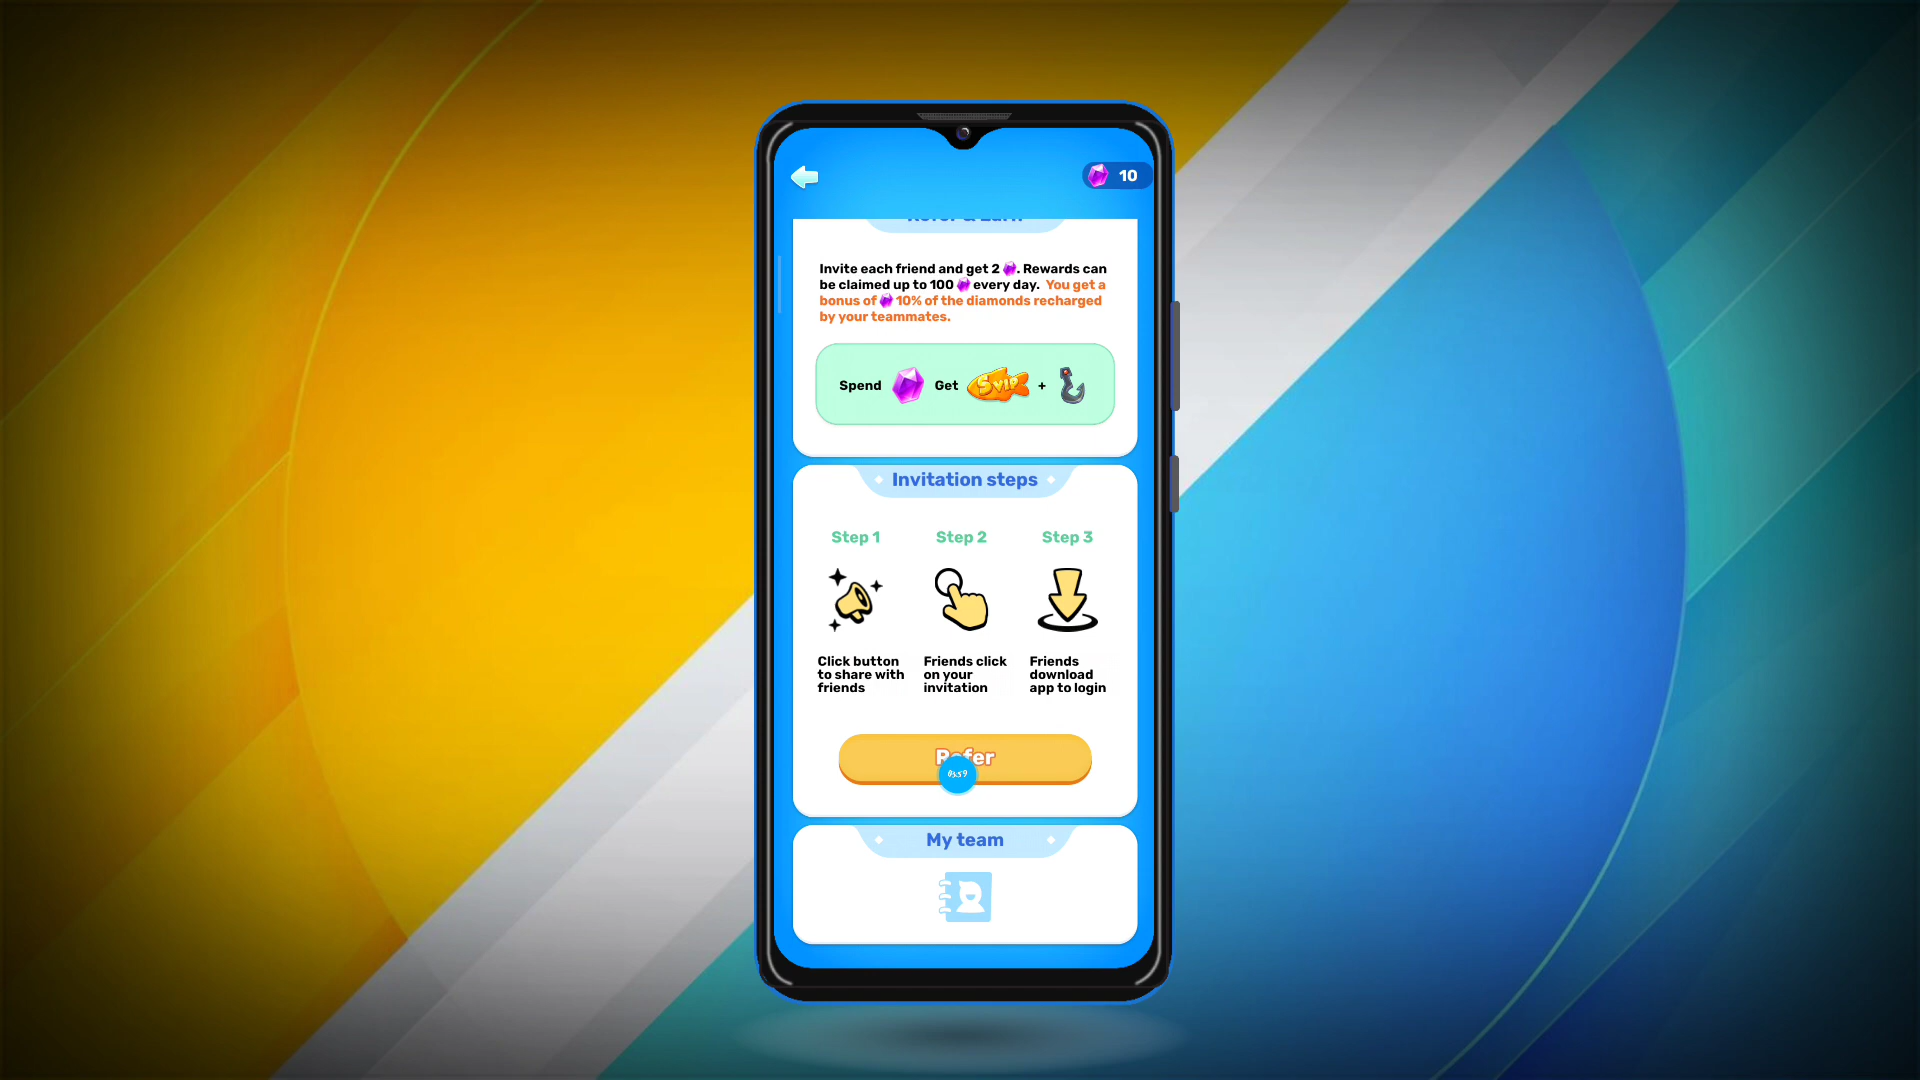 10
Invite each friend and get 2 . Rewards can
be claimed up to 100 every day. You get a
bonus of 10% of the diamonds recharged
by your teammates.
Spend Get SVIP +
Invitation steps
Step 1 Step 2 Step 3
Click button
to share with
friends
Friends click
on your
invitation
Friends
download
app to login
Refer
My team